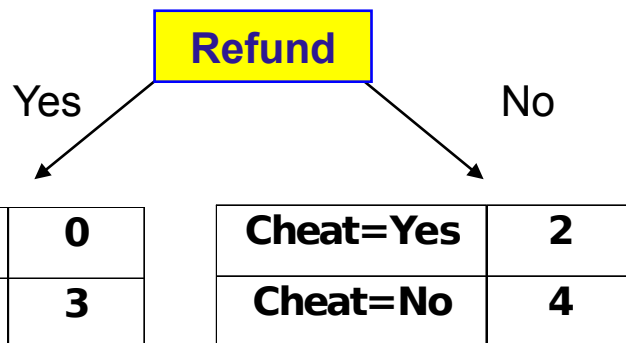 Refund
Yes No
0 Cheat=Yes 2
3 Cheat=No 4